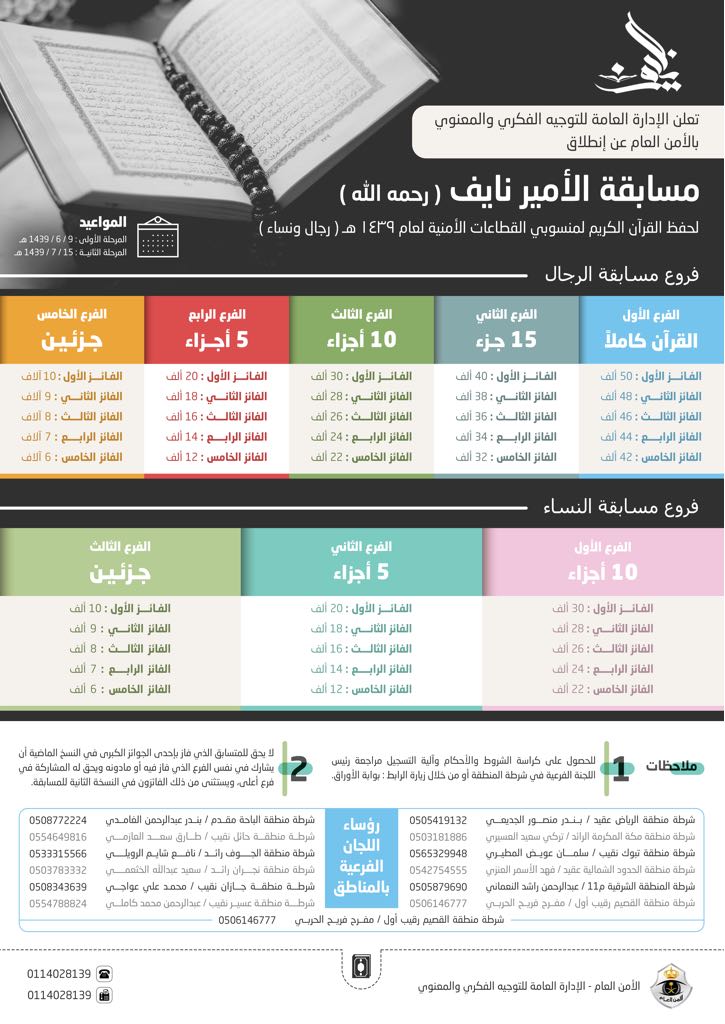 نايف
تعلن الإدارة العامة للتوجيه الفكري والمعنوي
بالأمن العام عن إنطلاق
مسابقة الأمير نايف ( رحمه الله )
لحفظ القرآن الكريم لمنسوبي القطاعات الأمنية لعام ١٤٣٩ هـ ( رجال ونساء )
المواعيد
المرحلة الأولى : 9 / 6 / 1439 هـ
المرحلة الثانية : 15 / 7 / 1439 هـ
فروع مسابقة الرجال
الفرع الأول
القرآن كاملاً
الفائز الأول : 50 ألف
الفائز الثاني : 48 ألف
الفائز الثالث : 46 ألف
الفائز الرابع : 44 ألف
الفائز الخامس : 42 ألف
الفرع الثاني
15 جزء
الفائز الأول : 40 ألف
الفائز الثاني : 38 ألف
الفائز الثالث : 36 ألف
الفائز الرابع : 34 ألف
الفائز الخامس : 32 ألف
الفرع الثالث
10 أجزاء
الفائز الأول : 30 ألف
الفائز الثاني : 28 ألف
الفائز الثالث : 26 ألف
الفائز الرابع : 24 ألف
الفائز الخامس : 22 ألف
الفرع الرابع
5 أجزاء
الفائز الأول : 20 ألف
الفائز الثاني : 18 ألف
الفائز الثالث : 16 ألف
الفائز الرابع : 14 ألف
الفائز الخامس : 12 ألف
الفرع الخامس
جزئين
الفائز الأول : 10 آلاف
الفائز الثاني : 9 آلاف
الفائز الثالث : 8 آلاف
الفائز الرابع : 7 آلاف
الفائز الخامس : 6 آلاف
فروع مسابقة النساء
الفرع الأول
10 أجزاء
الفائز الأول : 30 ألف
الفائز الثاني : 28 ألف
الفائز الثالث : 26 ألف
الفائز الرابع : 24 ألف
الفائز الخامس : 22 ألف
الفرع الثاني
5 أجزاء
الفائز الأول : 20 ألف
الفائز الثاني : 18 ألف
الفائز الثالث : 16 ألف
الفائز الرابع : 14 ألف
الفائز الخامس : 12 ألف
الفرع الثالث
جزئين
الفائز الأول : 10 ألف
الفائز الثاني : 9 ألف
الفائز الثالث : 8 ألف
الفائز الرابع : 7 ألف
الفائز الخامس : 6 ألف
ملاحظات
1
للحصول على كراسة الشروط والأحكام وآلية التسجيل مراجعة رئيس
اللجنة الفرعية في شرطة المنطقة أو من خلال زيارة الرابط : بوابة الأوراق.
2
لا يحق للمتسابق الذي فاز بإحدى الجوائز الكبرى في النسخ الماضية أن
يشارك في نفس الفرع الذي فاز فيه أو مادونه ويحق له المشاركة في
فرع أعلى، ويستثنى من ذلك الفائزون في النسخة الثانية للمسابقة.
رؤساء
اللجان
الفرعية
بالمناطق
شرطة منطقة الرياض عقيد / بندر منصور الجديعي 0505419132
شرطة منطقة مكة المكرمة الرائد / تركي سعيد العسيري 0503181886
شرطة منطقة تبوك نقيب / سلمان عويض المطيري 0565329948
شرطة منطقة الحدود الشمالية عقيد / فهد الأسمر العنزي 0542754555
شرطة المنطقة الشرقية م11 / عبدالرحمن راشد النعماني 0505879690
شرطة منطقة القصيم رقيب أول / مفرح فريح الحربي 0506146777
شرطة منطقة الباحة مقدم / بندر عبدالرحمن الغامدي 0508772224
شرطة منطقة حائل نقيب / طارق سعد العازمي 0554649816
شرطة منطقة الجوف رائد / نافع شايم الرويلي 0533315566
شرطة منطقة نجران رائد / سعيد عبدالله الخثعمي 0503783332
شرطة منطقة جازان نقيب / محمد علي عواجي 0508343639
شرطة منطقة عسير نقيب / عبدالرحمن محمد كاملي 0554788824
شرطة منطقة القصيم رقيب أول / مفرح فريح الحربي 0506146777
الأمن العام - الإدارة العامة للتوجيه الفكري والمعنوي
الأمن العام
0114028139
0114028139